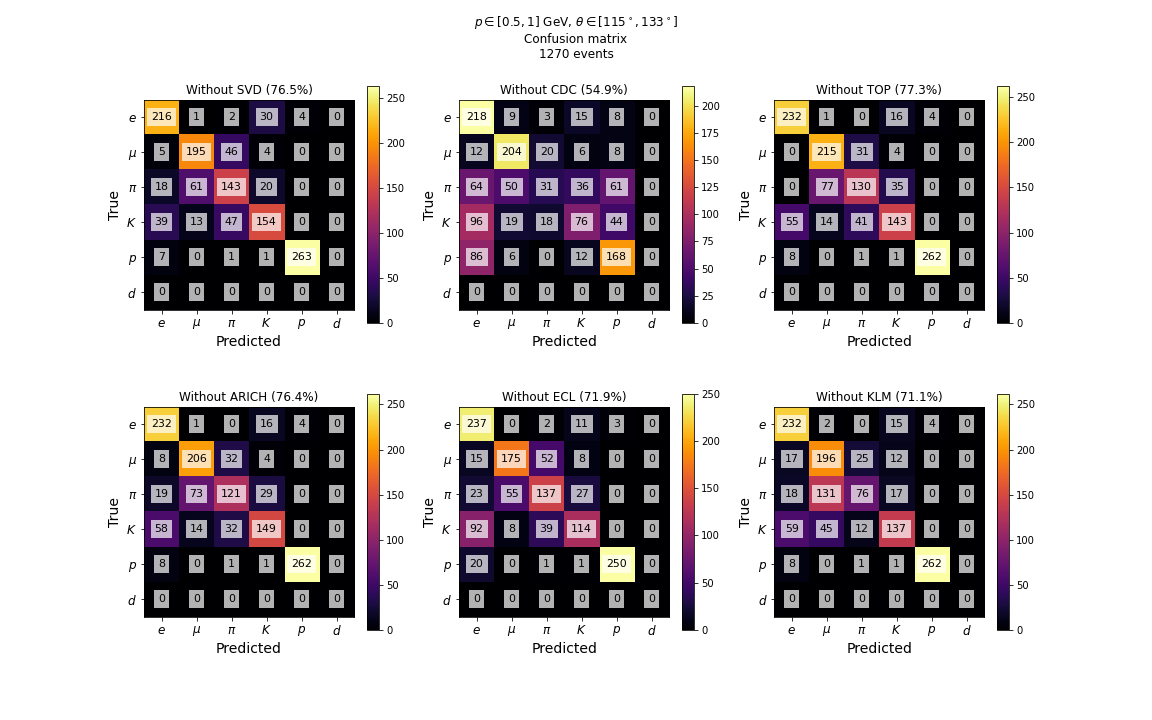 p ∈ [0.5, 1] GeV, θ ∈ [115°, 133°]
Confusion matrix
1270 events
Without SVD (76.5%)
e 216 1 2 30 4 0
μ 5 195 46 4 0 0
π 18 61 143 20 0 0
K 39 13 47 154 0 0
p 7 0 1 1 263 0
d 0 0 0 0 0 0
e μ π K p d
True
Predicted
250
200
150
100
50
0
Without CDC (54.9%)
e 218 9 3 15 8 0
μ 12 204 20 6 8 0
π 64 50 31 36 61 0
K 96 19 18 76 44 0
p 86 6 0 12 168 0
d 0 0 0 0 0 0
e μ π K p d
True
Predicted
200
175
150
125
100
75
50
25
0
Without TOP (77.3%)
e 232 1 0 16 4 0
μ 0 215 31 4 0 0
π 0 77 130 35 0 0
K 55 14 41 143 0 0
p 8 0 1 1 262 0
d 0 0 0 0 0 0
e μ π K p d
True
Predicted
250
200
150
100
50
0
Without ARICH (76.4%)
e 232 1 0 16 4 0
μ 8 206 32 4 0 0
π 19 73 121 29 0 0
K 58 14 32 149 0 0
p 8 0 1 1 262 0
d 0 0 0 0 0 0
e μ π K p d
True
Predicted
250
200
150
100
50
0
Without ECL (71.9%)
e 237 0 2 11 3 0
μ 15 175 52 8 0 0
π 23 55 137 27 0 0
K 92 8 39 114 0 0
p 20 0 1 1 250 0
d 0 0 0 0 0 0
e μ π K p d
True
Predicted
250
200
150
100
50
0
Without KLM (71.1%)
e 232 2 0 15 4 0
μ 17 196 25 12 0 0
π 18 131 76 17 0 0
K 59 45 12 137 0 0
p 8 0 1 1 262 0
d 0 0 0 0 0 0
e μ π K p d
True
Predicted
250
200
150
100
50
0